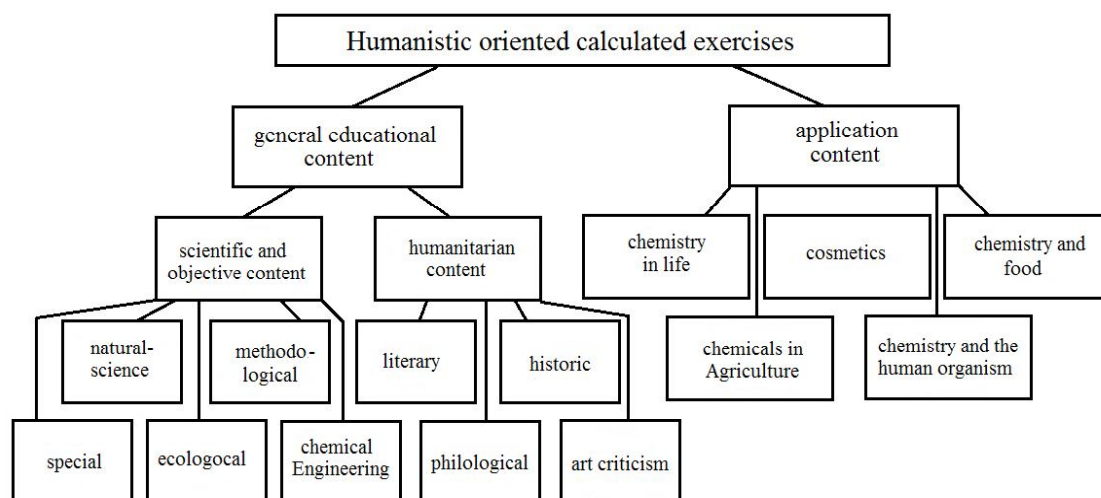 Humanistic oriented calculated exercises
general educational
content
application
content
scientific and
objective content
humanitarian
content
chemistry
in life
cosmetics
chemistry and
food
natural-
science
methodo-
logical
literary
historic
chemicals in
Agriculture
chemistry and the
human organism
special
ecologocal
chemical
Engineering
philological
art criticism